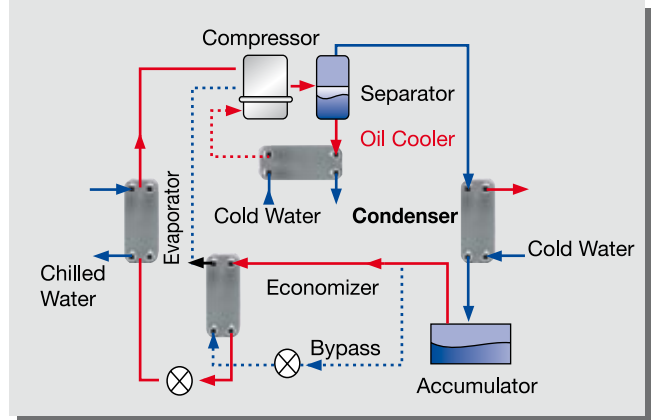 Compressor
Separator
Oil Cooler
Evaporator
Cold Water
Condenser
Cold Water
Chilled
Water
Economizer
Bypass
Accumulator